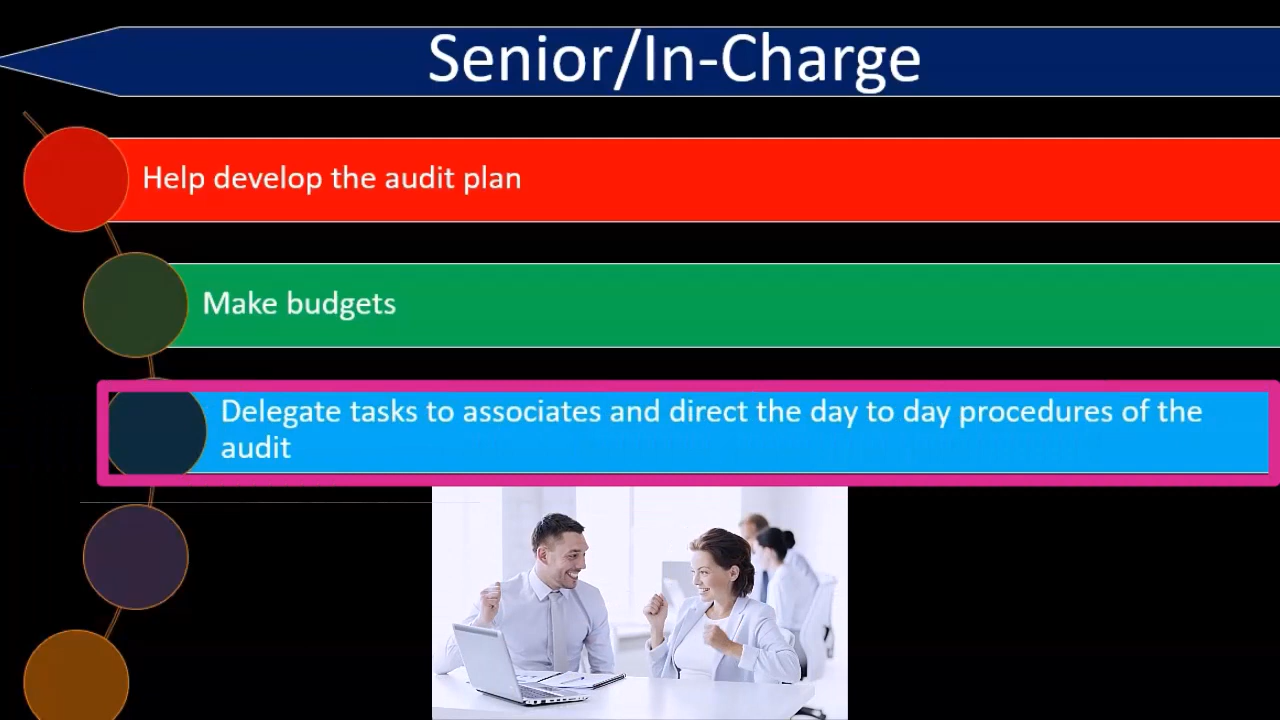 Senior/In-Charge
Help develop the audit plan
Make budgets
Delegate tasks to associates and direct the day to day procedures of the
audit